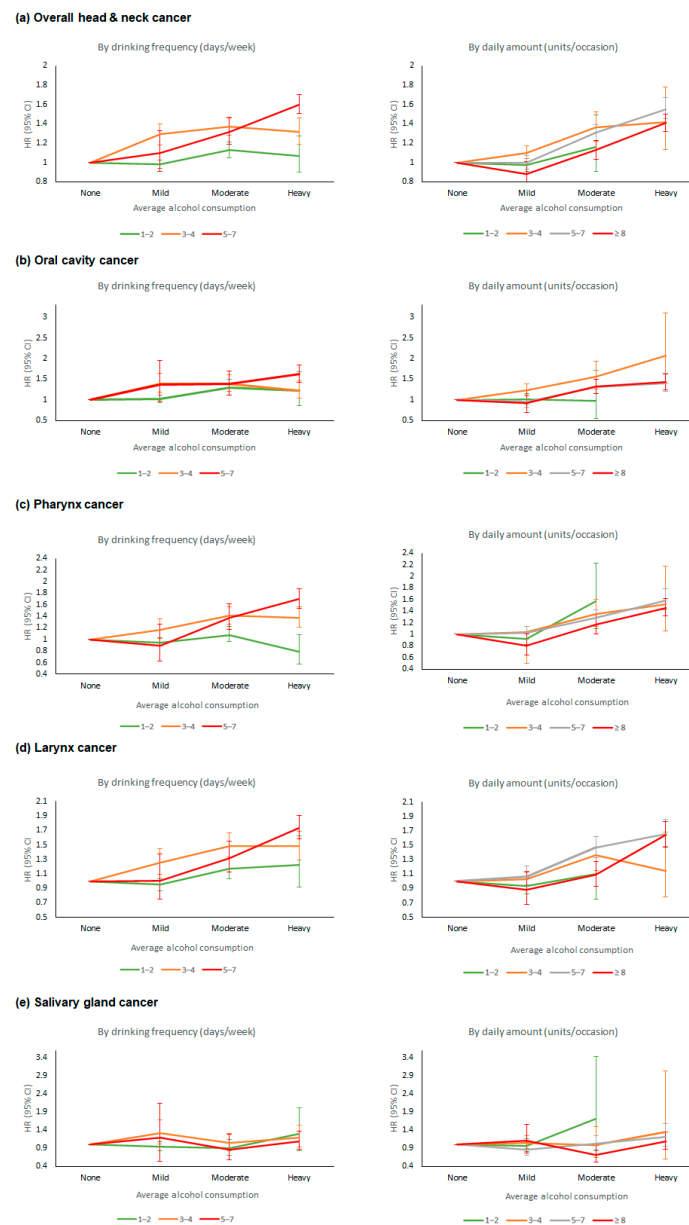 (a) Overall head & neck cancer
By drinking frequency (days/week)
HR (95% CI)
2
1.8
1.6
1.4
1.2
1
0.8
None Mild Moderate Heavy
Average alcohol consumption
1–2 3–4 5–7
By daily amount (units/occasion)
HR (95% CI)
2
1.8
1.6
1.4
1.2
1
0.8
None Mild Moderate Heavy
Average alcohol consumption
1–2 3–4 5–7 ≥ 8
(b) Oral cavity cancer
By drinking frequency (days/week)
HR (95% CI)
3
2.5
2
1.5
1
0.5
None Mild Moderate Heavy
Average alcohol consumption
1–2 3–4 5–7
By daily amount (units/occasion)
HR (95% CI)
3
2.5
2
1.5
1
0.5
None Mild Moderate Heavy
Average alcohol consumption
1–2 3–4 5–7 ≥ 8
(c) Pharynx cancer
By drinking frequency (days/week)
HR (95% CI)
2.4
2.2
2
1.8
1.6
1.4
1.2
1
0.8
0.6
0.4
None Mild Moderate Heavy
Average alcohol consumption
1–2 3–4 5–7
By daily amount (units/occasion)
HR (95% CI)
2.4
2.2
2
1.8
1.6
1.4
1.2
1
0.8
0.6
0.4
None Mild Moderate Heavy
Average alcohol consumption
1–2 3–4 5–7 ≥ 8
(d) Larynx cancer
By drinking frequency (days/week)
HR (95% CI
2.1
1.9
1.7
1.5
1.3
1.1
0.9
0.7
0.5
None Mild Moderate Heavy
Average alcohol consumption
1–2 3–4 5–7
By daily amount (units/occasion)
HR (95% CI)
2.1
1.9
1.7
1.5
1.3
1.1
0.9
0.7
0.5
None Mild Moderate Heavy
Average alcohol consumption
1–2 3–4 5–7 ≥ 8
(e) Salivary gland cancer
By drinking frequency (days/week)
HR (95% CI)
3.4
2.9
2.4
1.9
1.4
0.9
0.4
None Mild Moderate Heavy
Average alcohol consumption
1–2 3–4 5–7
By daily amount (units/occasion)
HR (95% CI)
3.4
2.9
2.4
1.9
1.4
0.9
0.4
None Mild Moderate Heavy
Average alcohol consumption
1–2 3–4 5–7 ≥ 8